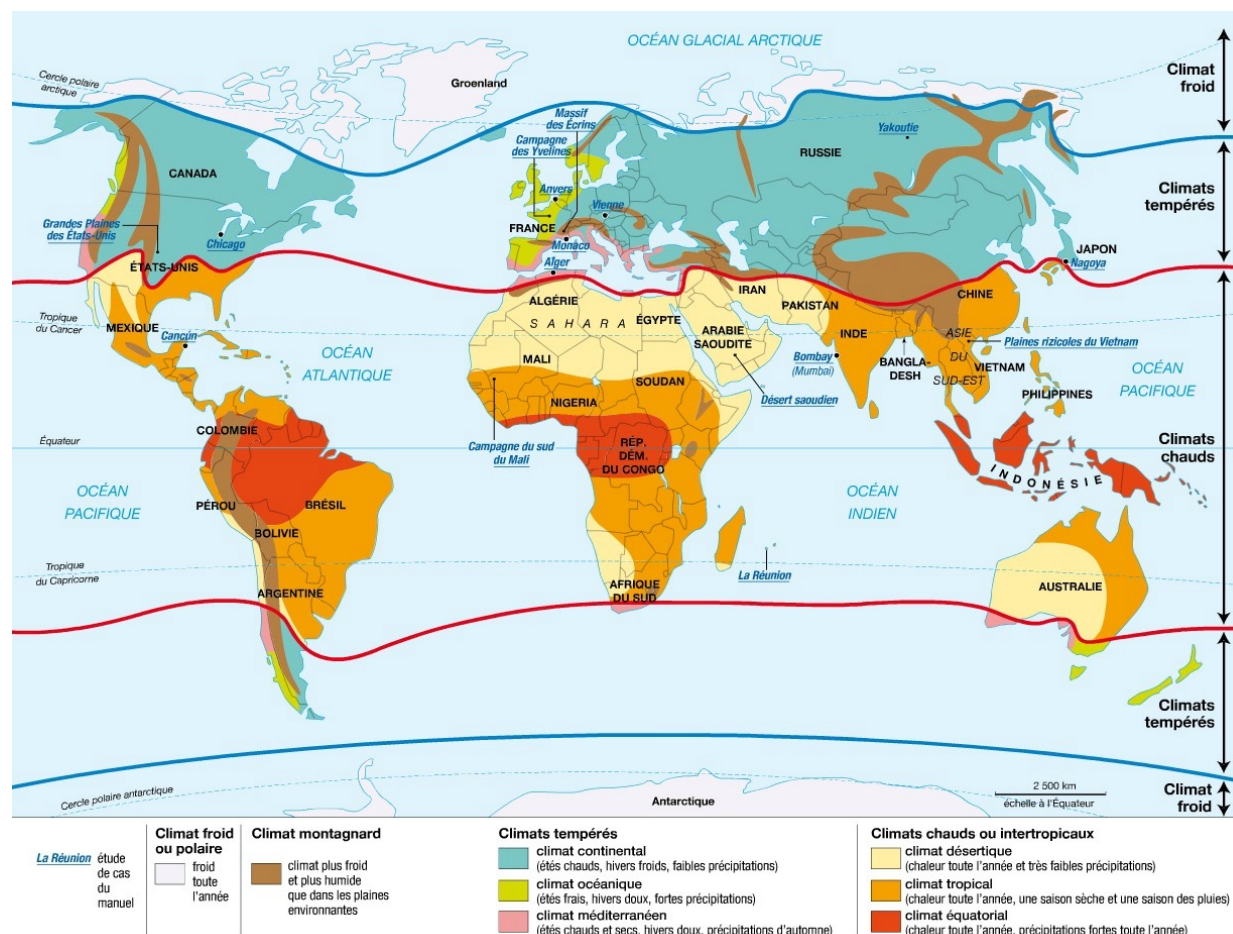 OCÉAN GLACIAL ARCTIQUE
Cercle polaire
arctique
Groenland
Climat
froid
Massif
des Écrins
Campagne
des Yvelines
Yakoutie
RUSSIE
CANADA
Anvers
Vienne
Climats
tempérés
Grandes Plaines
des États-Unis
Chicago
FRANCE
Monaco
Alger
JAPON
Nagoya
ÉTATS-UNIS
IRAN
CHINE
ALGÉRIE
PAKISTAN
Tropique
du Cancer
MEXIQUE
SAHARA
ÉGYPTE
ARABIE
SAOUDITE
INDE
ASIE
DU
SUD-EST
Cancún
Plaines rizicoles du Vietnam
OCÉAN
ATLANTIQUE
MALI
Bombay
(Mumbai)
BANGLA-
DESH
VIETNAM
OCÉAN
PACIFIQUE
SOUDAN
NIGERIA
Désert saoudien
PHILIPPINES
COLOMBIE
Équateur
Campagne du sud
du Mali
RÉP.
DÉM.
DU CONGO
Climats
chauds
INDONÉSIE
OCÉAN
PACIFIQUE
PÉROU
BRÉSIL
OCÉAN
INDIEN
BOLIVIE
Tropique
du Capricorne
La Réunion
ARGENTINE
AFRIQUE
DU SUD
AUSTRALIE
Climats
tempérés
Cercle polaire antarctique
Antarctique
2 500 km
échelle à l'Équateur
Climat
froid
La Réunion étude
de cas
du
manuel
Climat froid
ou polaire
froid
toute
l'année
Climat montagnard
climat plus froid
et plus humide
que dans les plaines
environnantes
Climats tempérés
climat continental
(étés chauds, hivers froids, faibles précipitations)
climat océanique
(étés frais, hivers doux, fortes précipitations)
climat méditerranéen
(étés chauds et secs, hivers doux, précipitations d'automne)
Climats chauds ou intertropicaux
climat désertique
(chaleur toute l'année et très faibles précipitations)
climat tropical
(chaleur toute l'année, une saison sèche et une saison des pluies)
climat équatorial
(chaleur toute l'année, précipitations fortes toute l'année)